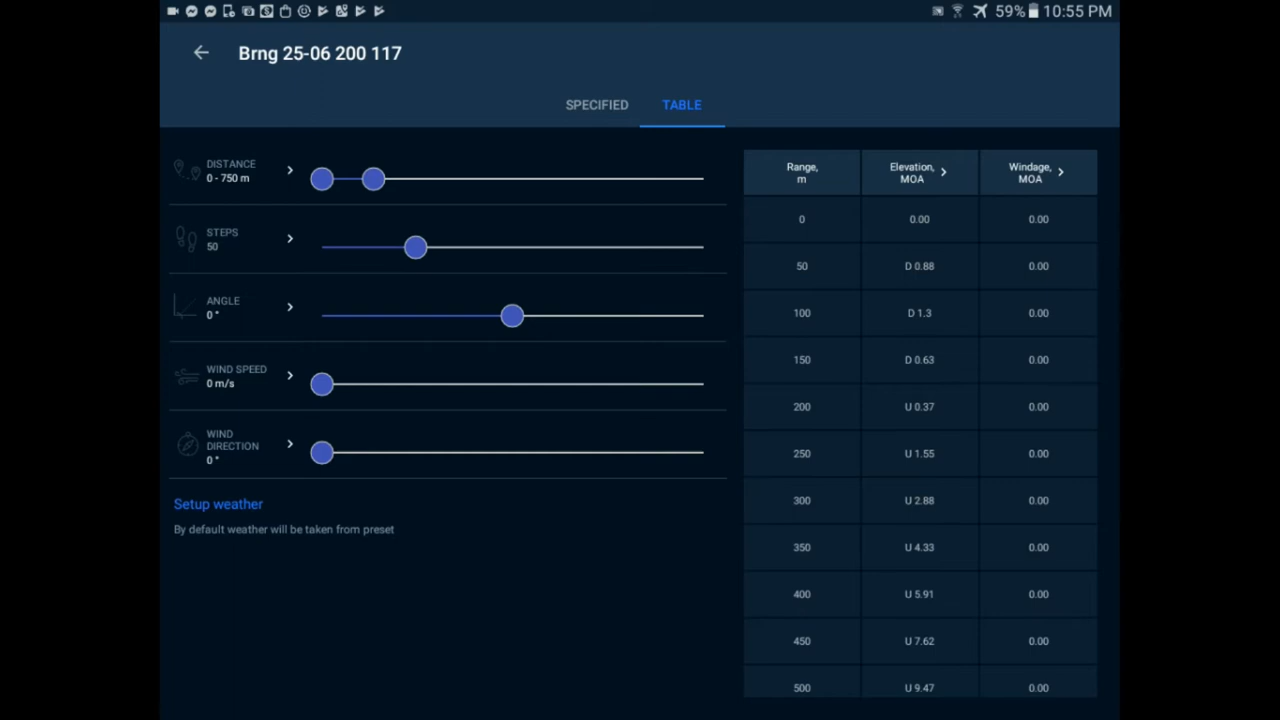 59% 10:55 PM
Brng 25-06 200 117
SPECIFIED TABLE
DISTANCE
0 - 750 m
STEPS
50
ANGLE
0 °
WIND SPEED
0 m/s
WIND
DIRECTION
0 °
Setup weather
By default weather will be taken from preset
Range,
m
Elevation,
MOA
Windage,
MOA
0 0.00 0.00
50 D 0.88 0.00
100 D 1.3 0.00
150 D 0.63 0.00
200 U 0.37 0.00
250 U 1.55 0.00
300 U 2.88 0.00
350 U 4.33 0.00
400 U 5.91 0.00
450 U 7.62 0.00
500 U 9.47 0.00